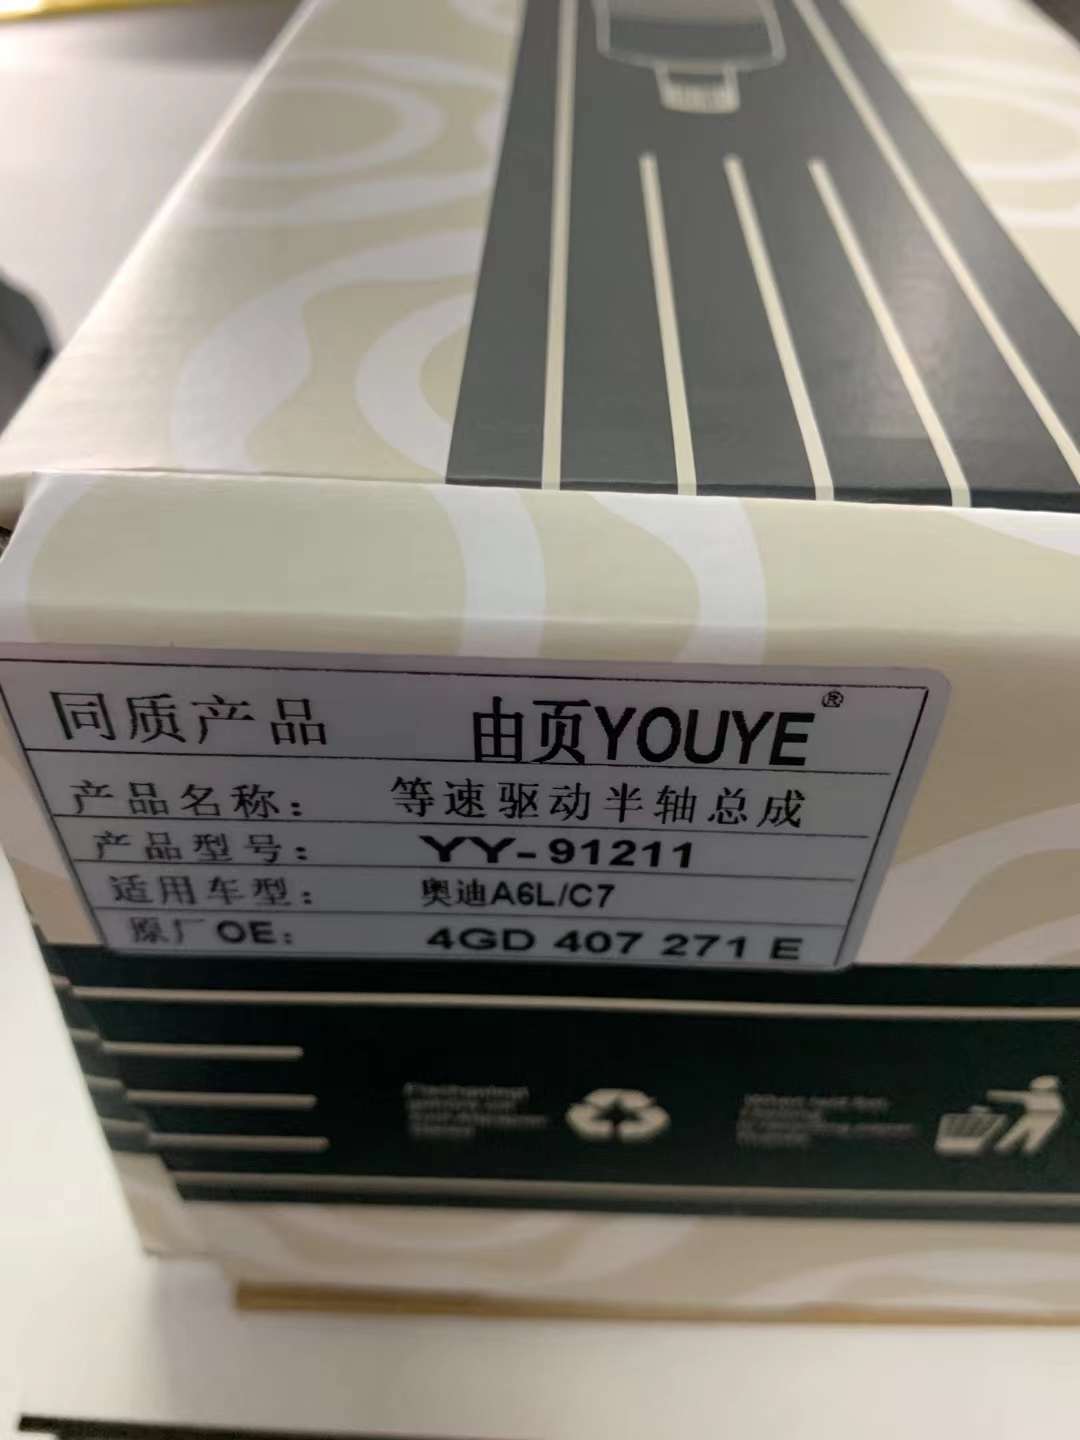 同质产品 由页YOUYE®
产品名称： 等速驱动半轴总成
产品型号： YY-91211
适用车型： 奥迪A6L/C7
原厂OE： 4GD 407 271 E